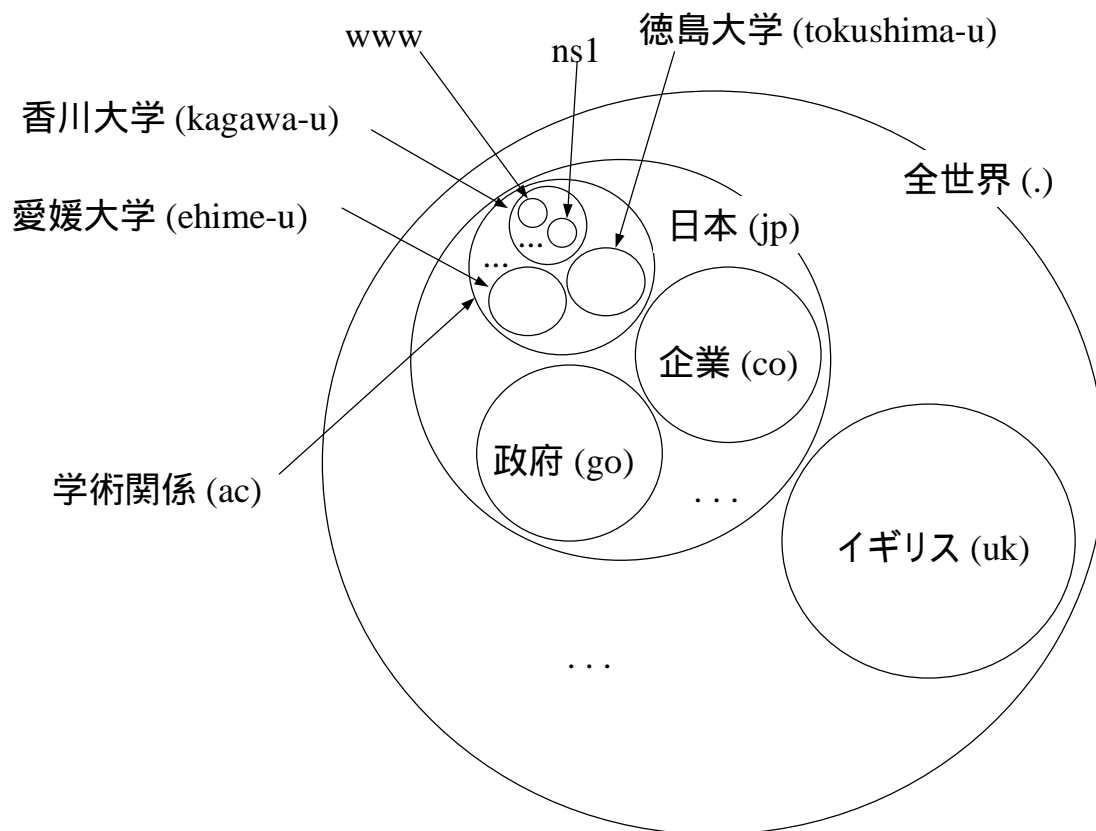 www
ns1
徳島大学 (tokushima-u)
香川大学 (kagawa-u)
全世界 (.)
愛媛大学 (ehime-u)
日本 (jp)
...
...
企業 (co)
政府 (go)
学術関係 (ac)
. . .
イギリス (uk)
. . .